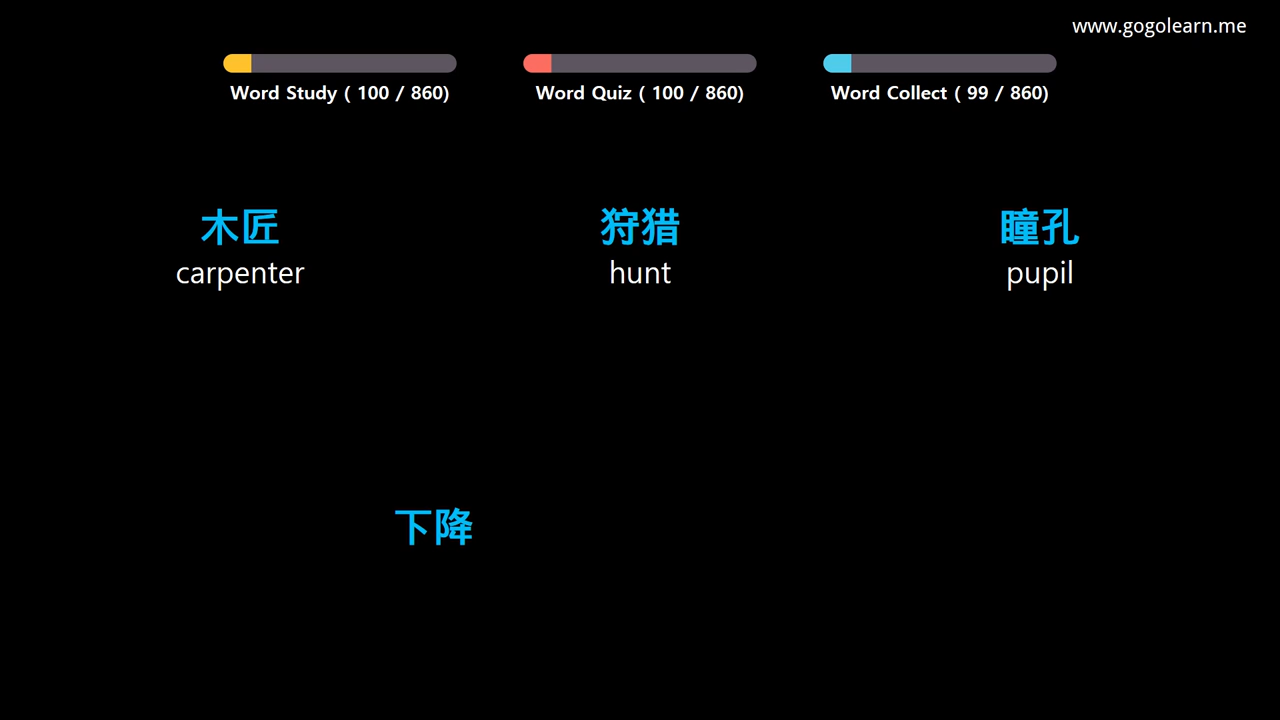 www.gogolearn.me
Word Study ( 100 / 860)
Word Quiz ( 100 / 860)
Word Collect ( 99 / 860)
木匠
carpenter
狩猎
hunt
瞳孔
pupil
下降